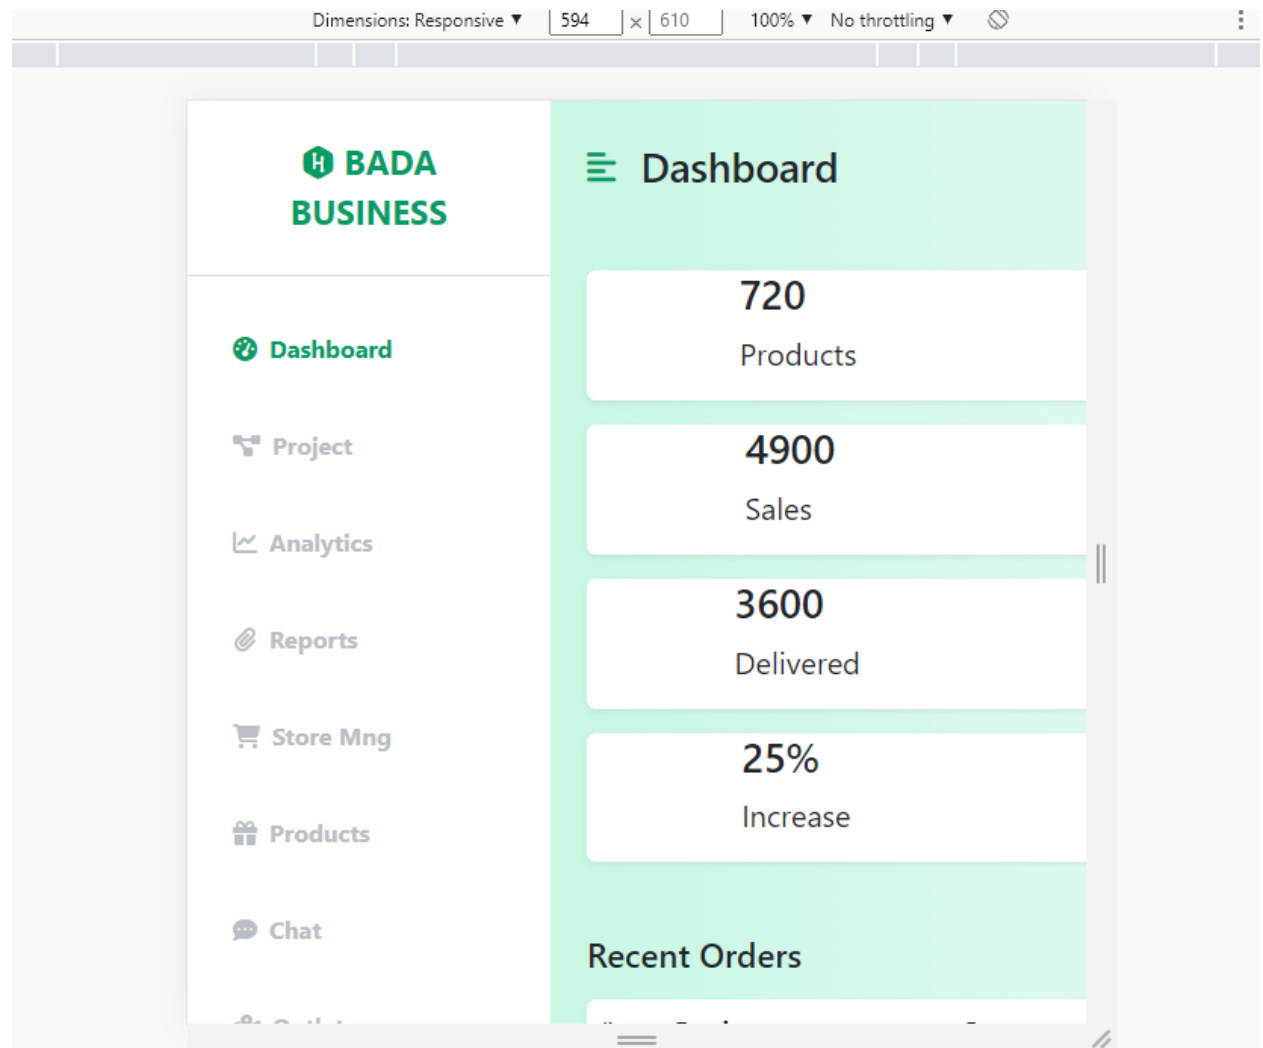 Dimensions: Responsive ▼ 594 × 610 100% ▼ No throttling ▼
BADA
BUSINESS
Dashboard
Project
Analytics
Reports
Store Mng
Products
Chat
Dashboard
720
Products
4900
Sales
3600
Delivered
25%
Increase
Recent Orders